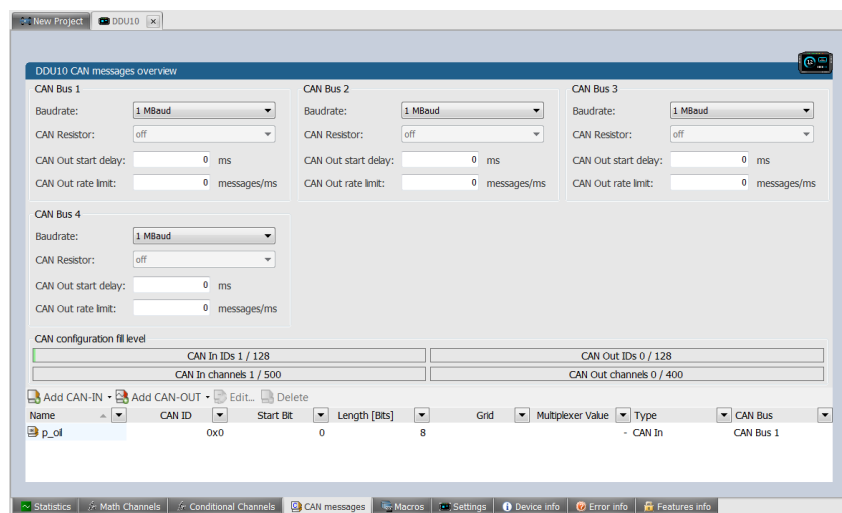 New Project DDU10
DDU10 CAN messages overview
CAN Bus 1 CAN Bus 2 CAN Bus 3
Baudrate: 1 MBaud Baudrate: 1 MBaud Baudrate: 1 MBaud
CAN Resistor: off CAN Resistor: off CAN Resistor: off
CAN Out start delay: 0 ms CAN Out start delay: 0 ms CAN Out start delay: 0 ms
CAN Out rate limit: 0 messages/ms CAN Out rate limit: 0 messages/ms CAN Out rate limit: 0 messages/ms
CAN Bus 4
Baudrate: 1 MBaud
CAN Resistor: off
CAN Out start delay: 0 ms
CAN Out rate limit: 0 messages/ms
CAN configuration fill level
CAN In IDs 1 / 128 CAN Out IDs 0 / 128
CAN In channels 1 / 500 CAN Out channels 0 / 400
Add CAN-IN Add CAN-OUT Edit... Delete
Name CAN ID Start Bit Length [Bits] Grid Multiplexer Value Type CAN Bus
p_oil 0x0 0 8 - CAN In CAN Bus 1
Statistics Math Channels Conditional Channels CAN messages Macros Settings Device info Error info Features info